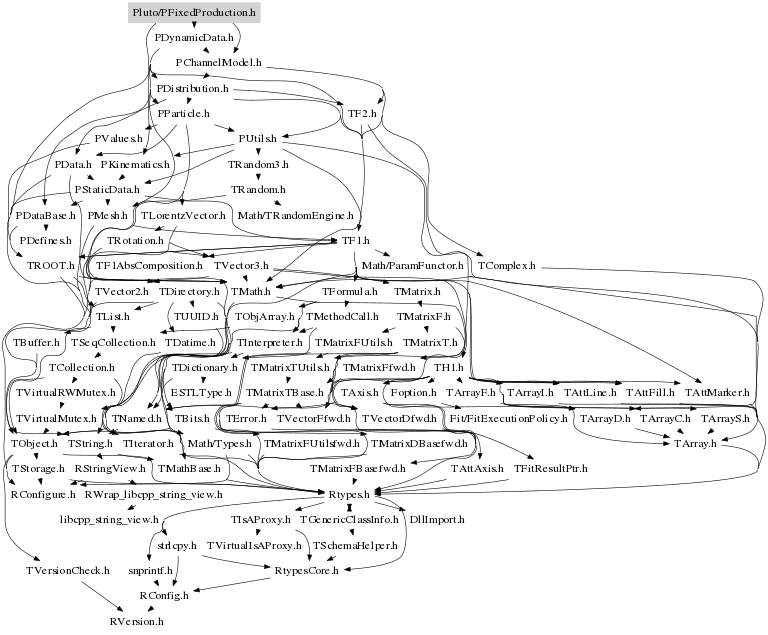 Pluto/PFixedProduction.h
PDynamicData.h
PChannelModel.h
PDistribution.h
PParticle.h TF2.h
PValues.h PUtils.h
PData.h PKinematics.h TRandom3.h
PStaticData.h TRandom.h
PDataBase.h PMesh.h TLorentzVector.h Math/TRandomEngine.h
PDefines.h TRotation.h TF1.h
TROOT.h TF1AbsComposition.h TVector3.h Math/ParamFunctor.h TComplex.h
TVector2.h TDirectory.h TMath.h TFormula.h TMatrix.h
TList.h TUUID.h TObjArray.h TMethodCall.h TMatrixF.h
TBuffer.h TSeqCollection.h TDatime.h TInterpreter.h TMatrixFUtils.h TMatrixT.h
TCollection.h TDictionary.h TMatrixTUtils.h TMatrixFfwd.h TH1.h
TVirtualRWMutex.h ESTLType.h TMatrixTBase.h TAxis.h Foption.h TArrayF.h TArrayI.h TAttLine.h TAttFill.h TAttMarker.h
TVirtualMutex.h TNamed.h TBits.h TError.h TVectorFfwd.h TVectorDfwd.h Fit/FitExecutionPolicy.h TArrayD.h TArrayC.h TArrayS.h
TObject.h TString.h TIterator.h Math/Types.h TMatrixFUtilsfwd.h TMatrixDBasefwd.h TArray.h
TStorage.h RStringView.h TMathBase.h TMatrixFBasefwd.h TAttAxis.h TFitResultPtr.h
RConfigure.h RWrap_libcpp_string_view.h Rtypes.h
libcpp_string_view.h TIsAProxy.h TGenericClassInfo.h DllImport.h
strlcpy.h TVirtualIsAProxy.h TSchemaHelper.h
TVersionCheck.h snprintf.h RtypesCore.h
RConfig.h
RVersion.h